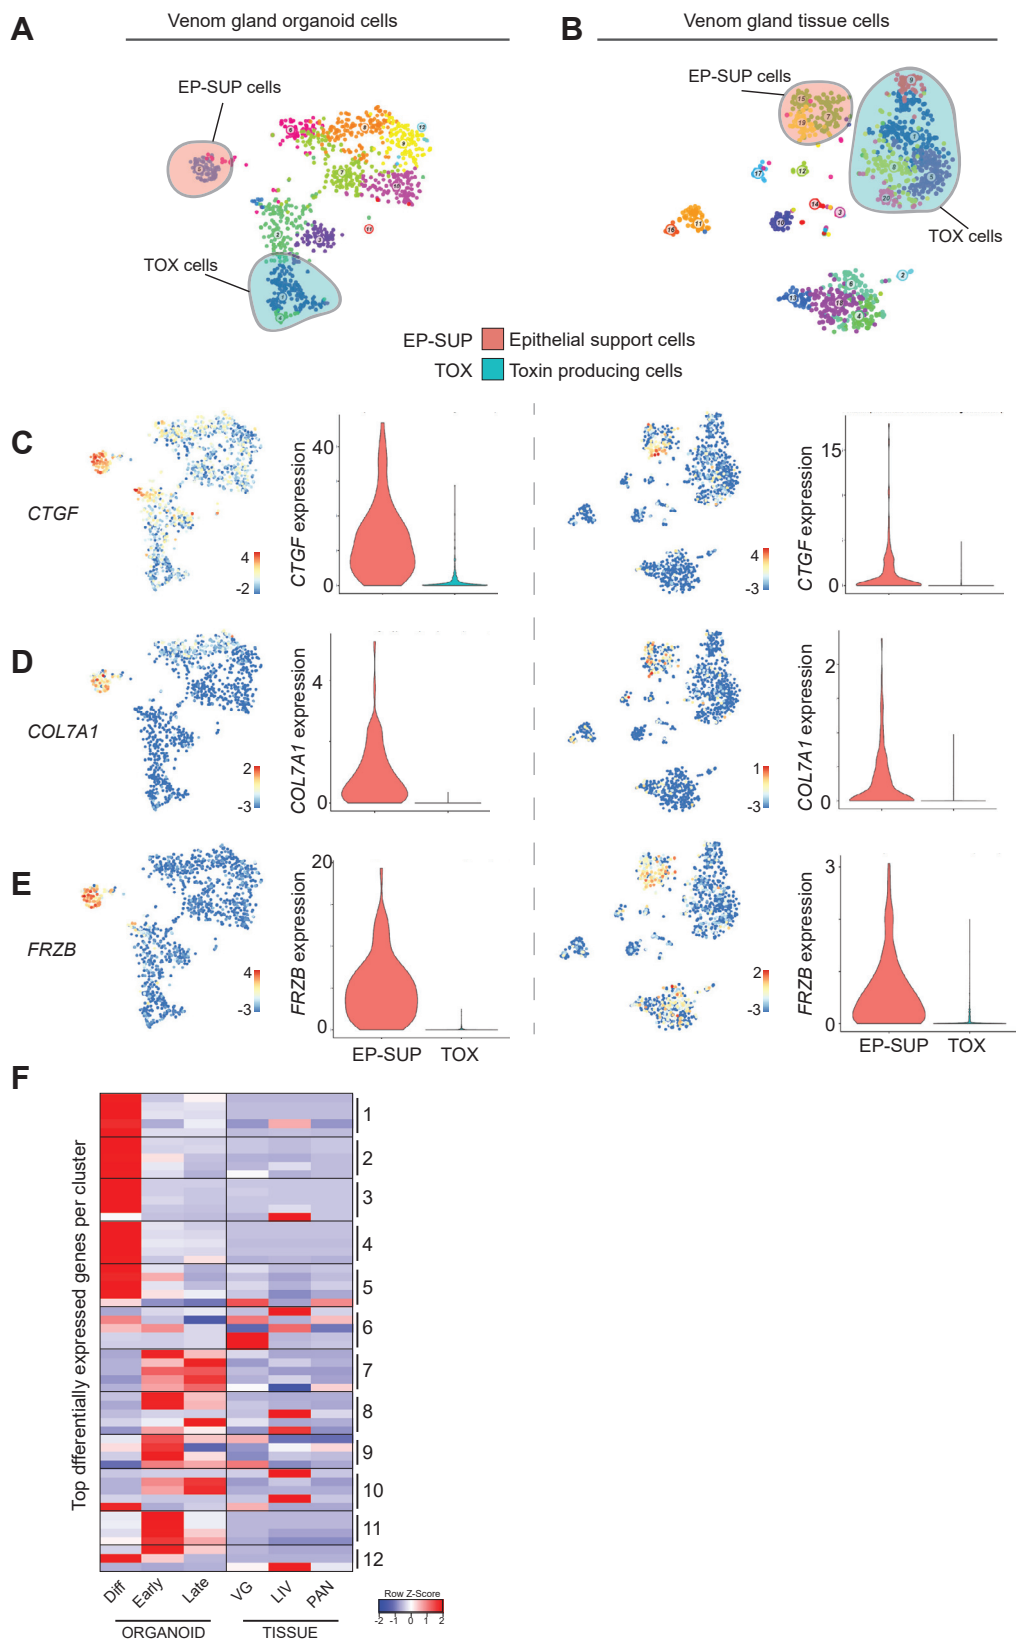 A
Venom gland organoid cells
B
Venom gland tissue cells
EP-SUP cells
TOX cells
EP-SUP cells
TOX cells
EP-SUP Epithelial support cells
TOX Toxin producing cells
C
CTGF
4
-2
40
0
CTGF expression
4
-3
15
0
CTGF expression
D
COL7A1
2
-3
4
0
COL7A1 expression
1
-3
2
0
COL7A1 expression
E
FRZB
4
-3
20
0
FRZB expression
EP-SUP TOX
2
-3
3
0
FRZB expression
EP-SUP TOX
F
Top dfferentially expressed genes per cluster
1
2
3
4
5
6
7
8
9
10
11
12
Diff Early Late VG LIV PAN
ORGANOID TISSUE
Row Z-Score
-2 -1 0 1 2